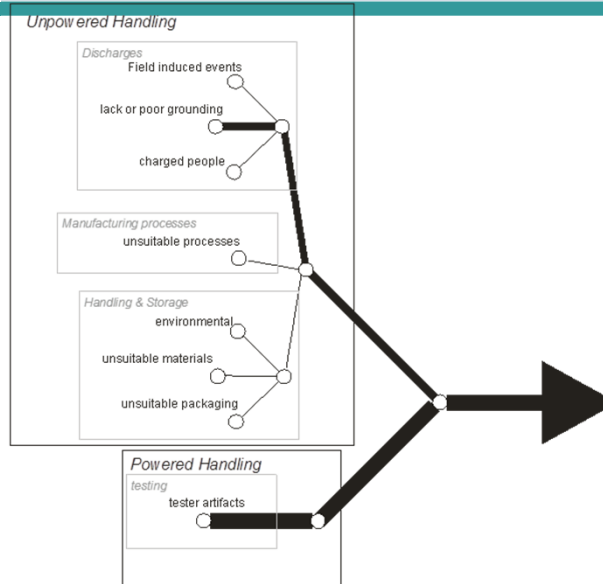 Unpowered Handling
Discharges
Field induced events
lack or poor grounding
charged people
Manufacturing processes
unsuitable processes
Handling & Storage
environmental
unsuitable materials
unsuitable packaging
Powered Handling
testing
tester artifacts